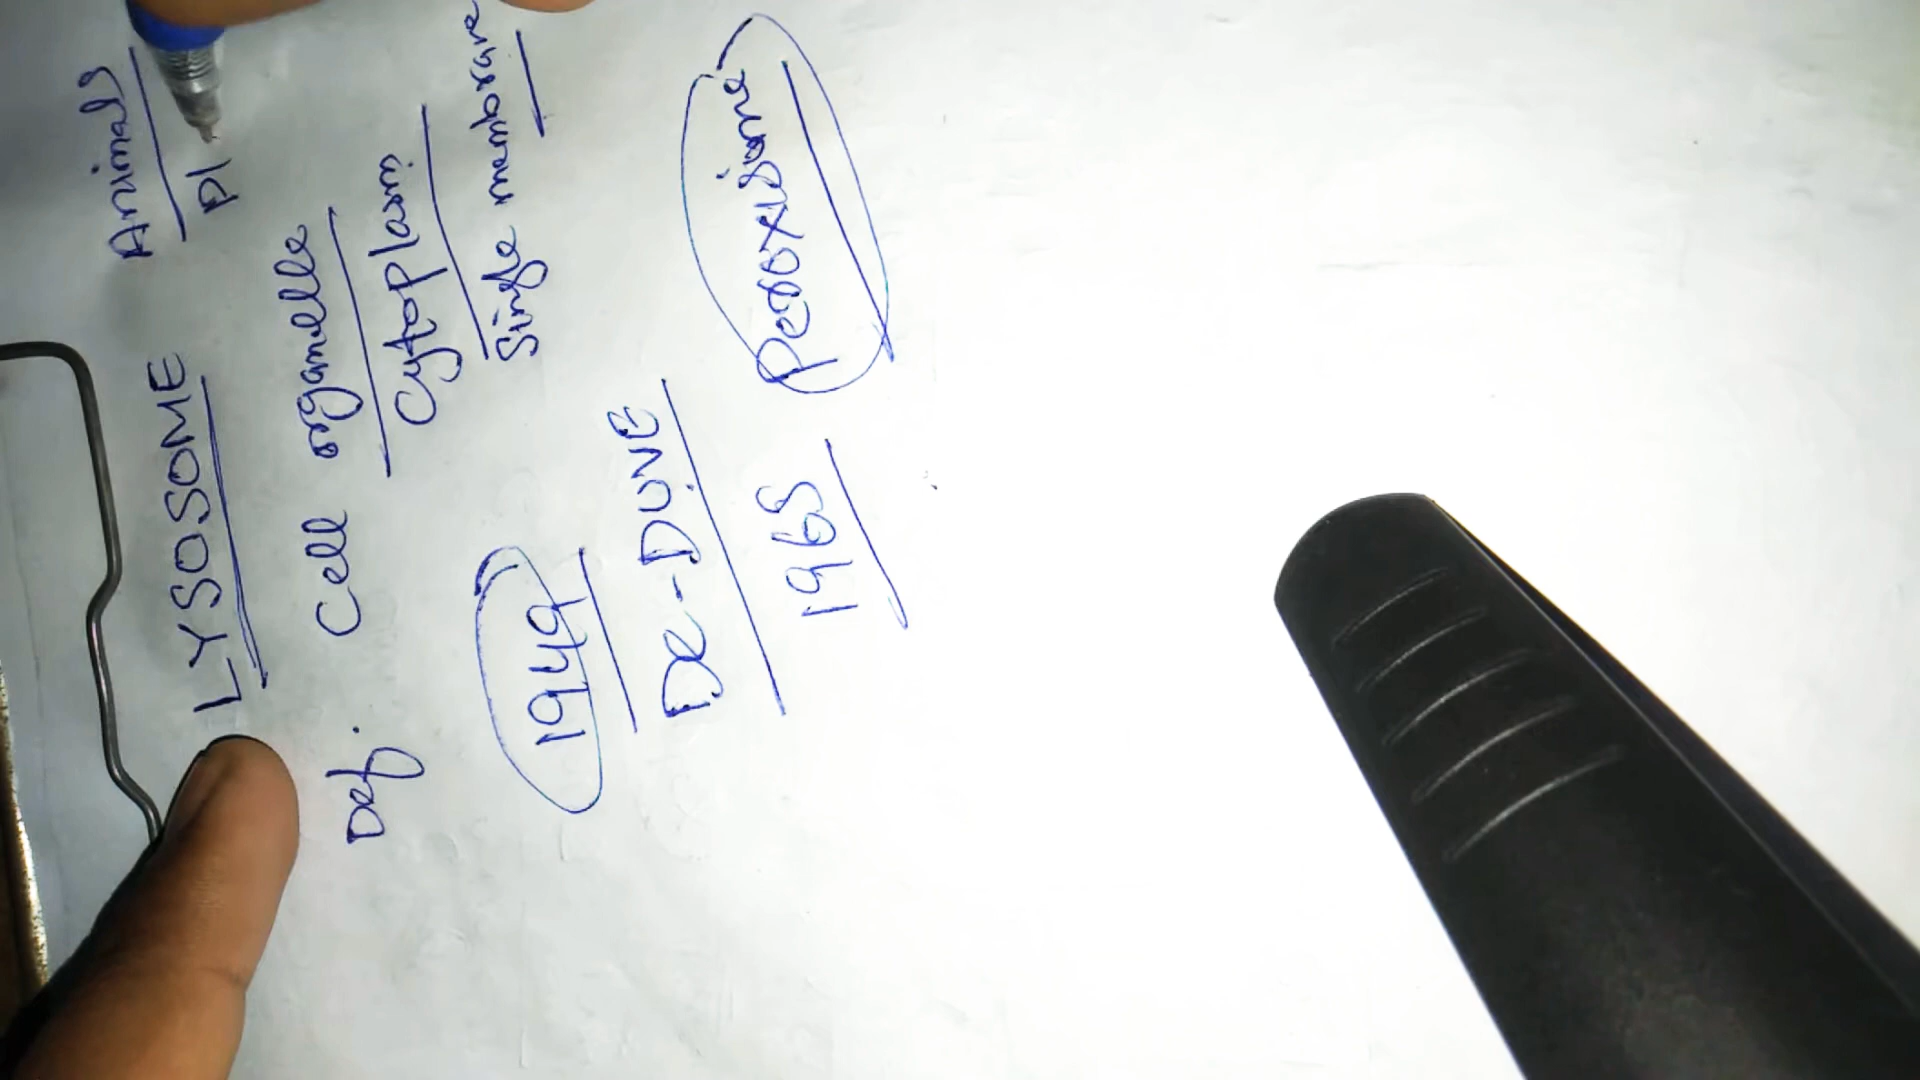 Animals
LYSOSOME
Pl
Def. Cell organelle
Cytoplasm
Single membrane
1949
De-DUVE
1965 Peroxisome